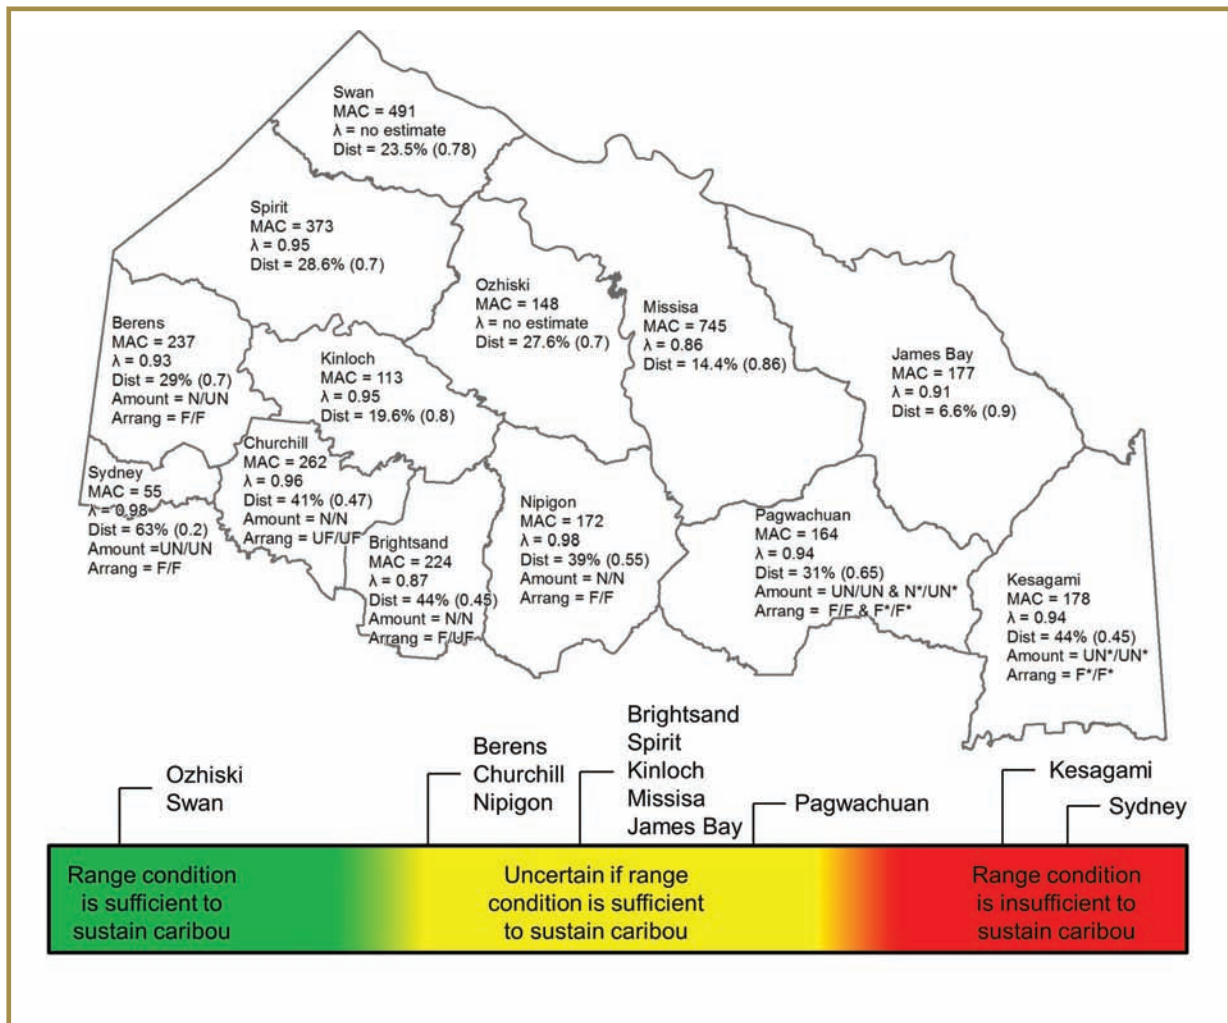 Swan
MAC = 491
λ = no estimate
Dist = 23.5% (0.78)
Spirit
MAC = 373
λ = 0.95
Dist = 28.6% (0.7)
Ozhiski
MAC = 148
λ = no estimate
Dist = 27.6% (0.7)
Missisa
MAC = 745
λ = 0.86
Dist = 14.4% (0.86)
James Bay
MAC = 177
λ = 0.91
Dist = 6.6% (0.9)
Berens
MAC = 237
λ = 0.93
Dist = 29% (0.7)
Amount = N/UN
Arrang = F/F
Kinloch
MAC = 113
λ = 0.95
Dist = 19.6% (0.8)
Churchill
MAC = 262
λ = 0.96
Dist = 41% (0.47)
Amount = N/N
Arrang = UF/UF
Sydney
MAC = 55
λ = 0.98
Dist = 63% (0.2)
Amount =UN/UN
Arrang = F/F
Brightsand
MAC = 224
λ = 0.87
Dist = 44% (0.45)
Amount = N/N
Arrang = F/UF
Nipigon
MAC = 172
λ = 0.98
Dist = 39% (0.55)
Amount = N/N
Arrang = F/F
Pagwachuan
MAC = 164
λ = 0.94
Dist = 31% (0.65)
Amount = UN/UN & N*/UN*
Arrang = F/F & F*/F*
Kesagami
MAC = 178
λ = 0.94
Dist = 44% (0.45)
Amount = UN*/UN*
Arrang = F*/F*
Ozhiski
Swan
Berens
Churchill
Nipigon
Brightsand
Spirit
Kinloch
Missisa
James Bay
Pagwachuan
Kesagami
Sydney
Range condition
is sufficient to
sustain caribou
Uncertain if range
condition is sufficient
to sustain caribou
Range condition
is insufficient to
sustain caribou